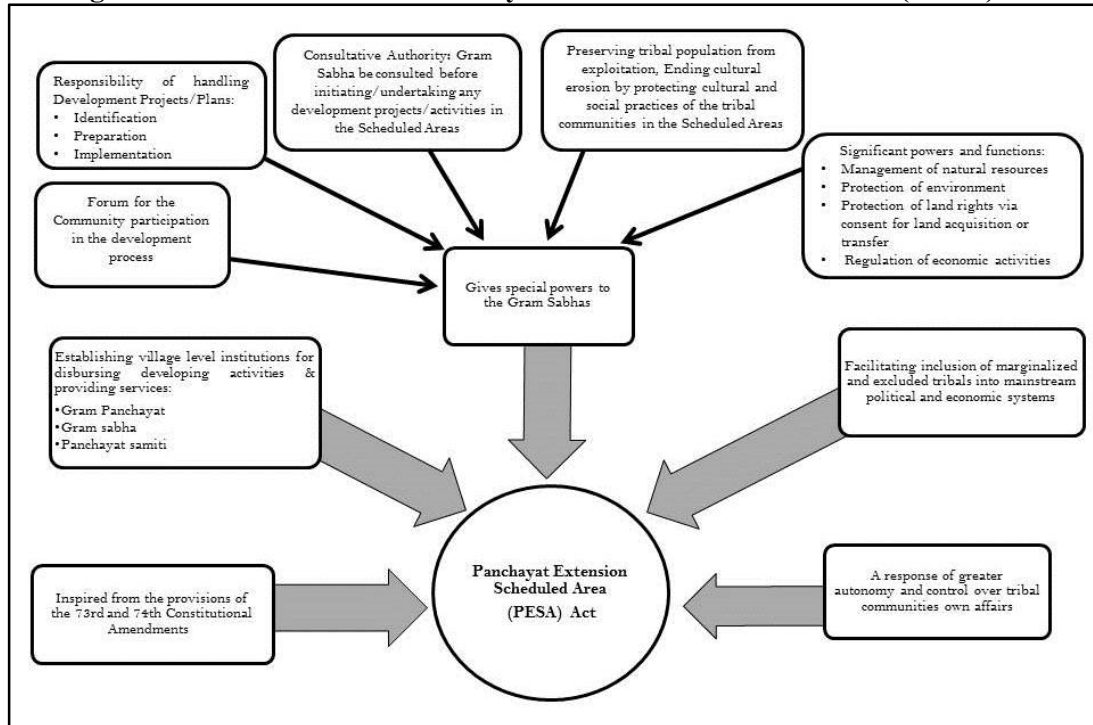 Responsibility of handling
Development Projects/Plans:
• Identification
• Preparation
• Implementation
Consultative Authority: Gram
Sabha be consulted before
initiating/undertaking any
development projects/activities in
the Scheduled Areas
Preserving tribal population from
exploitation, Ending cultural
erosion by protecting cultural and
social practices of the tribal
communities in the Scheduled Areas
Significant powers and functions:
• Management of natural resources
• Protection of environment
• Protection of land rights via
consent for land acquisition or
transfer
• Regulation of economic activities
Forum for the
Community participation
in the development
process
Gives special powers to
the Gram Sabhas
Establishing village level institutions for
disbursing developing activities &
providing services:
•Gram Panchayat
•Gram sabha
•Panchayat samiti
Facilitating inclusion of marginalized
and excluded tribals into mainstream
political and economic systems
Panchayat Extension
Scheduled Area
(PESA) Act
Inspired from the provisions of
the 73rd and 74th Constitutional
Amendments
A response of greater
autonomy and control over tribal
communities own affairs